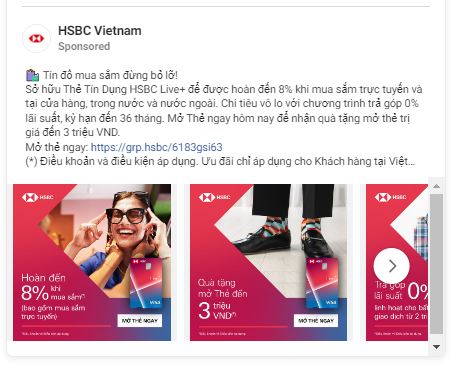 HSBC Vietnam
Sponsored
🛍️ Tín đồ mua sắm đừng bỏ lỡ!
Sở hữu Thẻ Tín Dụng HSBC Live+ để được hoàn đến 8% khi mua sắm trực tuyến và
tại cửa hàng, trong nước và nước ngoài. Chi tiêu vô lo với chương trình trả góp 0%
lãi suất, kỳ hạn đến 36 tháng. Mở Thẻ ngay hôm nay để nhận quà tặng mở thẻ trị
giá đến 3 triệu VND.
Mở thẻ ngay: https://grp.hsbc/6183gsi63
(*) Điều khoản và điều kiện áp dụng. Ưu đãi chỉ áp dụng cho Khách hàng tại Việt...
HSBC
Hoàn đến
8% khi
mua sắm(*)
(bao gồm mua sắm
trực tuyến)
VISA
MỞ THẺ NGAY
HSBC
Quà tặng
mở Thẻ đến
3 triệu
VND(*)
VISA
MỞ THẺ NGAY
HSBC
Trả góp
lãi suất 0%
linh hoạt cho bất
giao dịch từ 2 tr